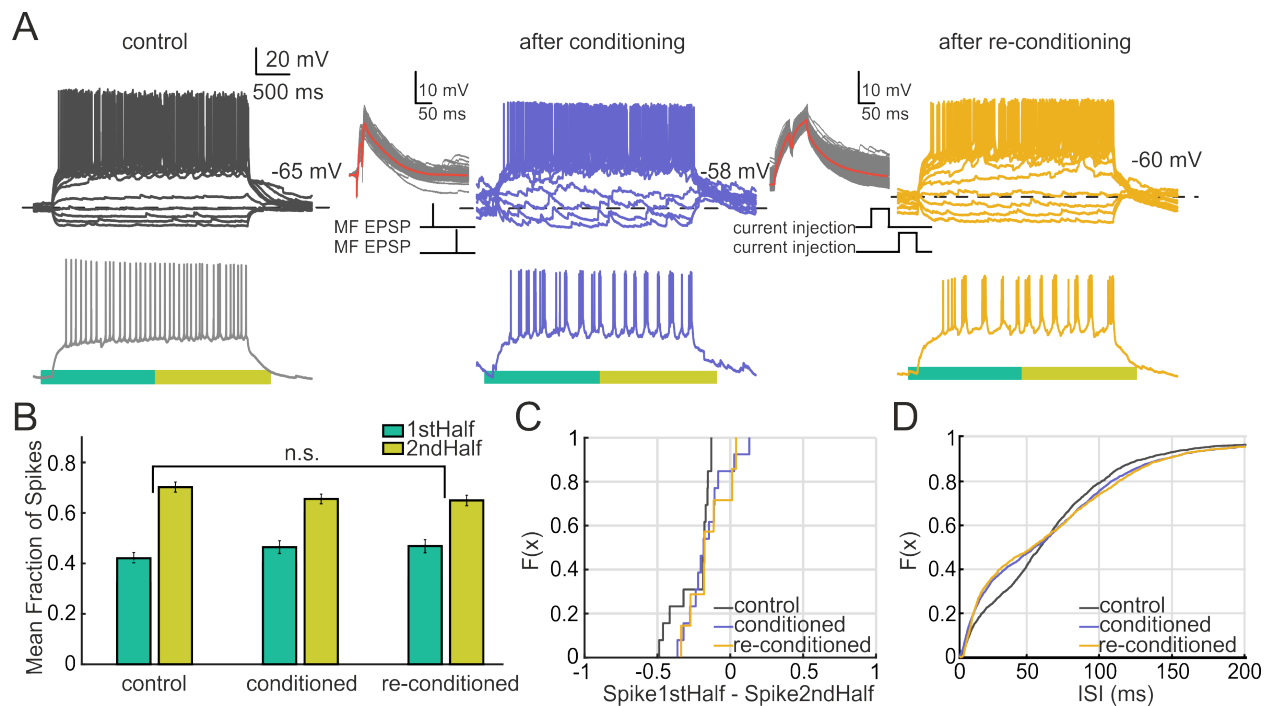 A
control
after conditioning
after re-conditioning
20 mV
500 ms
10 mV
50 ms
10 mV
50 ms
-65 mV
-58 mV
-60 mV
MF EPSP
MF EPSP
current injection
current injection
B
Mean Fraction of Spikes
0.8
0.6
0.4
0.2
0
n.s.
1stHalf
2ndHalf
control
conditioned
re-conditioned
C
F(x)
1
0.8
0.6
0.4
0.2
0
control
conditioned
re-conditioned
-1
-0.5
0
0.5
1
Spike1stHalf - Spike2ndHalf
D
F(x)
1
0.8
0.6
0.4
0.2
0
control
conditioned
re-conditioned
0
50
100
150
200
ISI (ms)